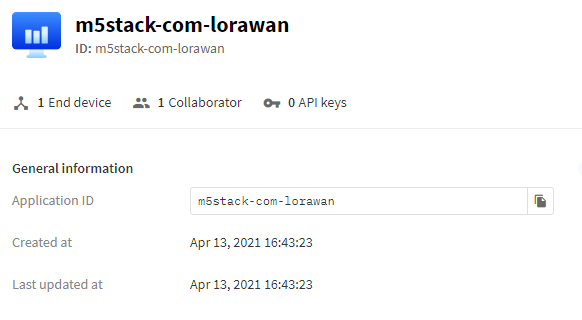 m5stack-com-lorawan
ID: m5stack-com-lorawan
1 End device 1 Collaborator 0 API keys
General information
Application ID m5stack-com-lorawan
Created at Apr 13, 2021 16:43:23
Last updated at Apr 13, 2021 16:43:23